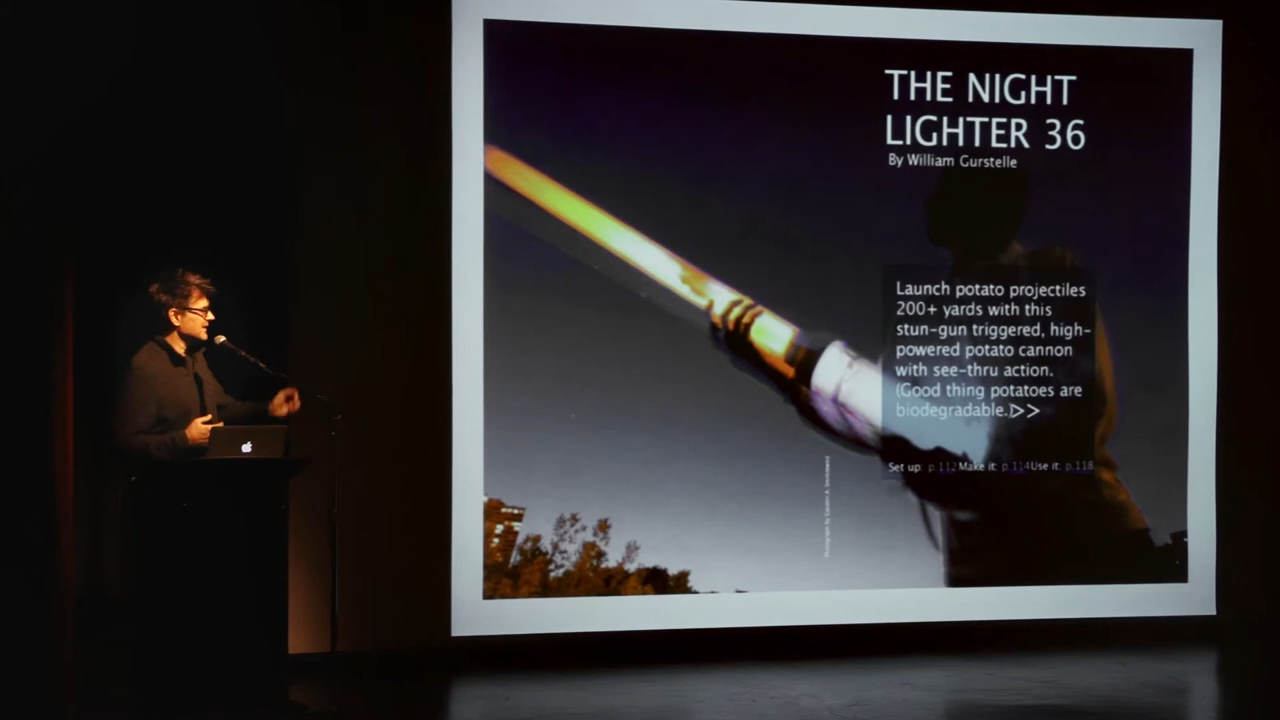 THE NIGHT
LIGHTER 36
By William Gurstelle
Launch potato projectiles
200+ yards with this
stun-gun triggered, high-
powered potato cannon
with see-thru action.
(Good thing potatoes are
biodegradable.)>>
Set up: p.112 Make it: p.114 Use it: p.118
Photograph by